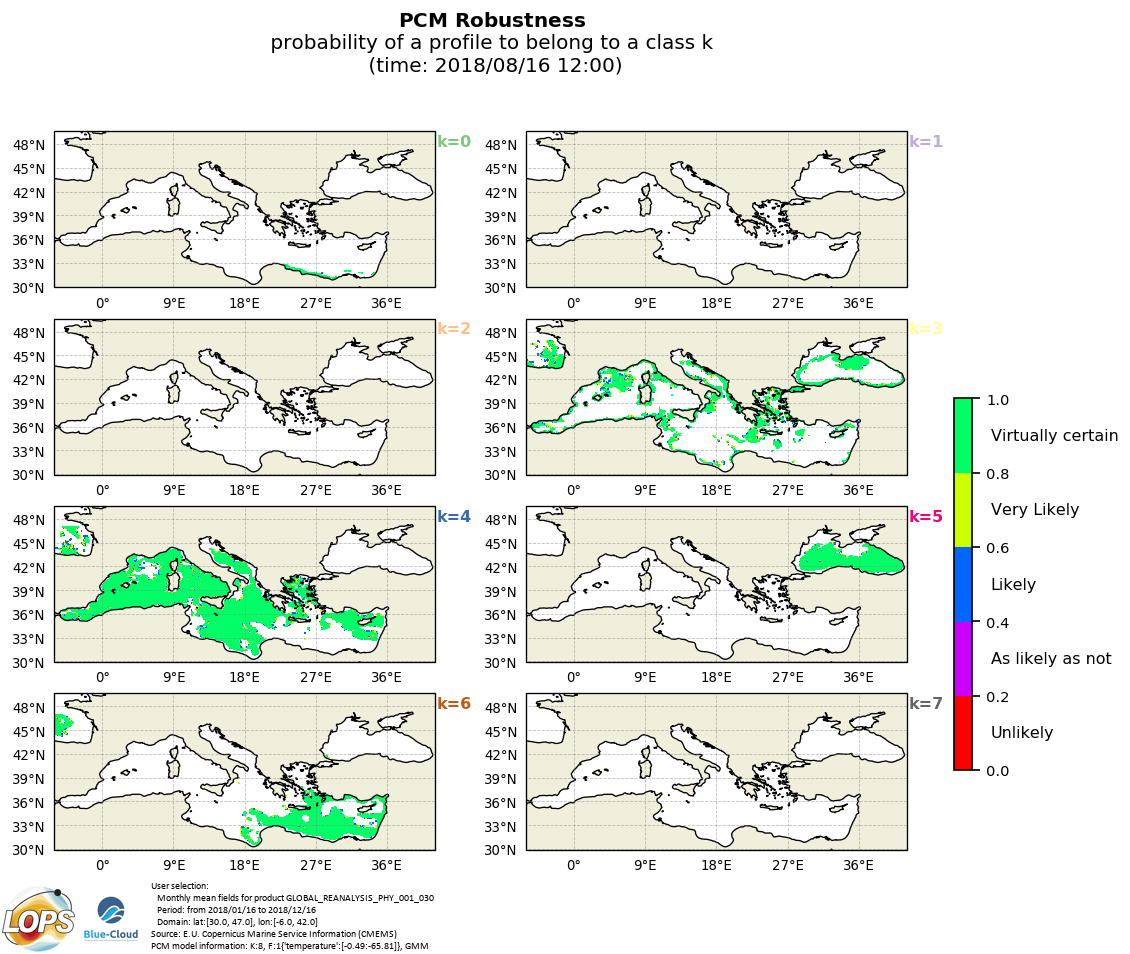 PCM Robustness
probability of a profile to belong to a class k
(time: 2018/08/16 12:00)
k=0
48°N
45°N
42°N
39°N
36°N
33°N
30°N
0° 9°E 18°E 27°E 36°E
k=1
48°N
45°N
42°N
39°N
36°N
33°N
30°N
0° 9°E 18°E 27°E 36°E
k=2
48°N
45°N
42°N
39°N
36°N
33°N
30°N
0° 9°E 18°E 27°E 36°E
k=3
48°N
45°N
42°N
39°N
36°N
33°N
30°N
0° 9°E 18°E 27°E 36°E
k=4
48°N
45°N
42°N
39°N
36°N
33°N
30°N
0° 9°E 18°E 27°E 36°E
k=5
48°N
45°N
42°N
39°N
36°N
33°N
30°N
0° 9°E 18°E 27°E 36°E
k=6
48°N
45°N
42°N
39°N
36°N
33°N
30°N
0° 9°E 18°E 27°E 36°E
k=7
48°N
45°N
42°N
39°N
36°N
33°N
30°N
0° 9°E 18°E 27°E 36°E
1.0
Virtually certain
0.8
Very Likely
0.6
Likely
0.4
As likely as not
0.2
Unlikely
0.0
LOPS
Blue-Cloud
User selection:
Monthly mean fields for product GLOBAL_REANALYSIS_PHY_001_030
Period: from 2018/01/16 to 2018/12/16
Domain: lat:[30.0, 47.0], lon:[-6.0, 42.0]
Source: E.U. Copernicus Marine Service Information (CMEMS)
PCM model information: K:8, F:1{'temperature':[-0.49:-65.81]}, GMM